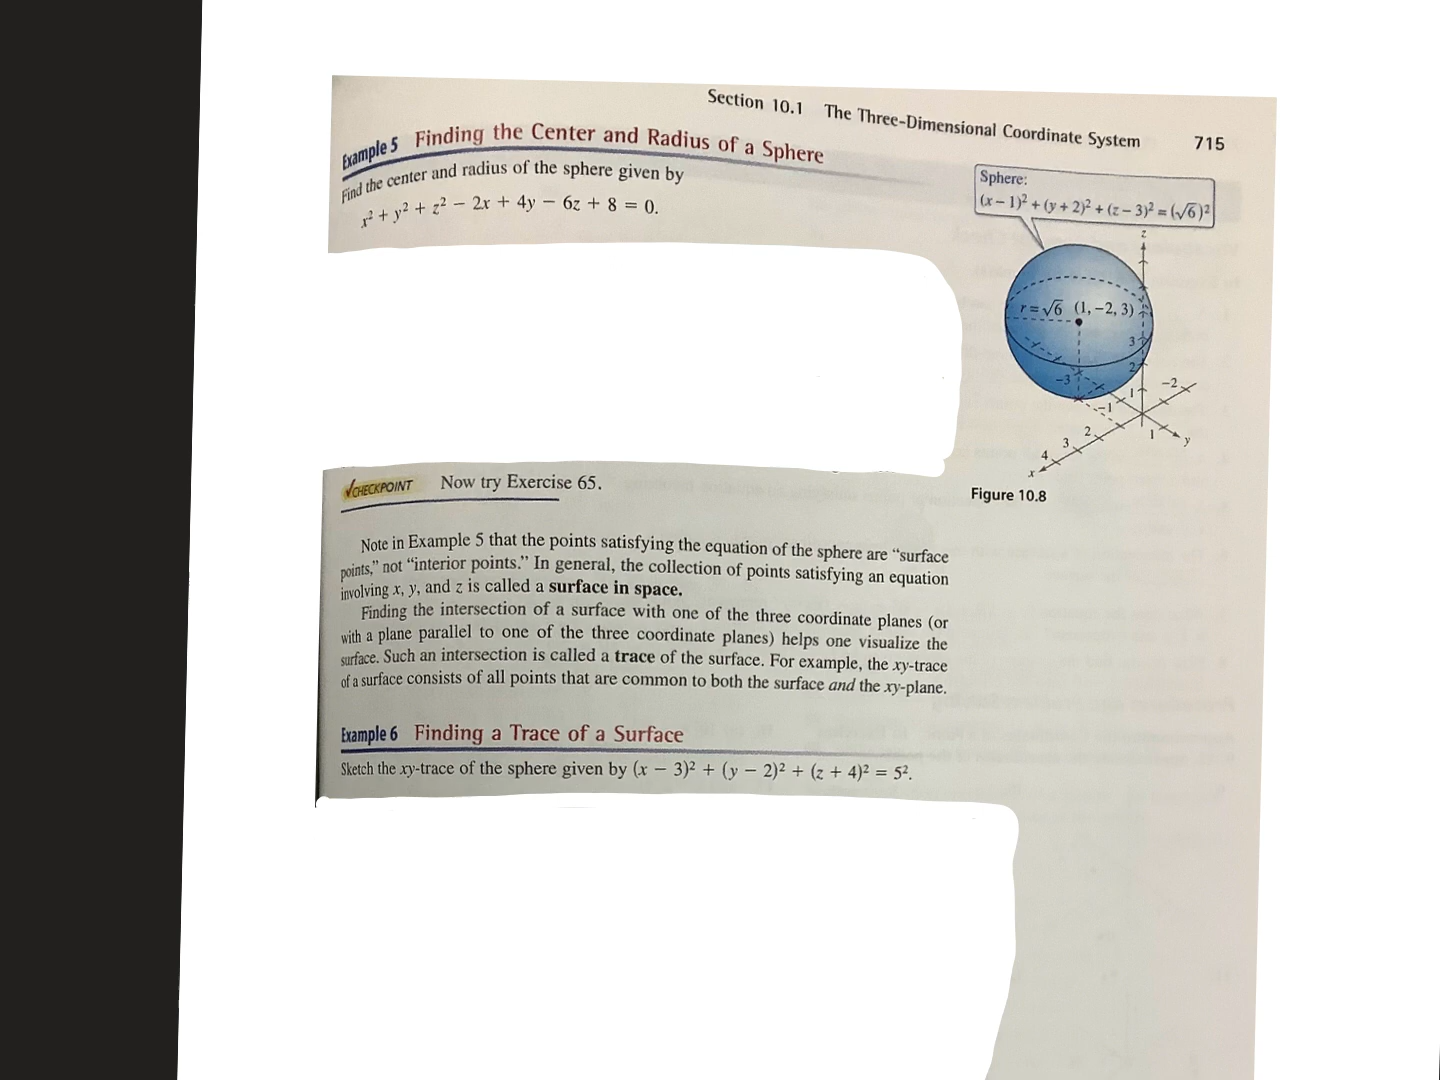 Section 10.1 The Three-Dimensional Coordinate System 715
Example 5 Finding the Center and Radius of a Sphere
Find the center and radius of the sphere given by
x² + y² + z² − 2x + 4y − 6z + 8 = 0.
Sphere:
(x − 1)² + (y + 2)² + (z − 3)² = (√6)²
z
r = √6 (1, −2, 3)
3
2
−3
1
−2
−1
1
y
2
3
4
x
Figure 10.8
✓CHECKPOINT Now try Exercise 65.
Note in Example 5 that the points satisfying the equation of the sphere are “surface
points,” not “interior points.” In general, the collection of points satisfying an equation
involving x, y, and z is called a surface in space.
Finding the intersection of a surface with one of the three coordinate planes (or
with a plane parallel to one of the three coordinate planes) helps one visualize the
surface. Such an intersection is called a trace of the surface. For example, the xy-trace
of a surface consists of all points that are common to both the surface and the xy-plane.
Example 6 Finding a Trace of a Surface
Sketch the xy-trace of the sphere given by (x − 3)² + (y − 2)² + (z + 4)² = 5².